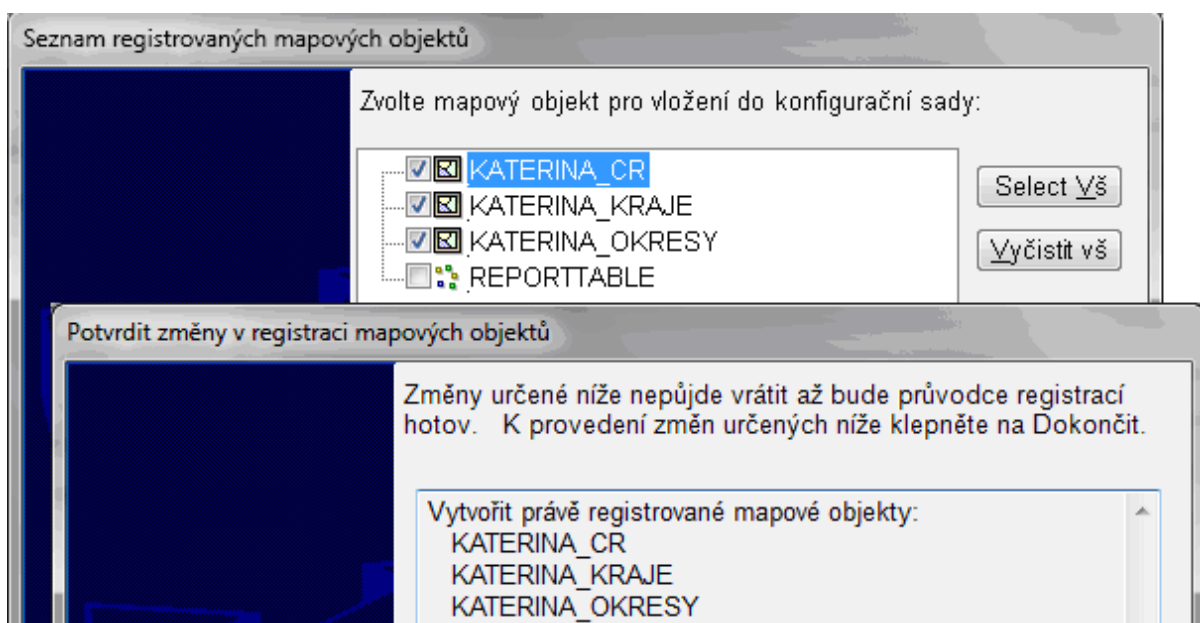 Seznam registrovaných mapových objektů
Zvolte mapový objekt pro vložení do konfigurační sady:
KATERINA_CR
Select Vš
KATERINA_KRAJE
KATERINA_OKRESY
Vyčistit vš
REPORTTABLE
Potvrdit změny v registraci mapových objektů
Změny určené níže nepůjde vrátit až bude průvodce registrací
hotov. K provedení změn určených níže klepněte na Dokončit.
Vytvořit právě registrované mapové objekty:
KATERINA_CR
KATERINA_KRAJE
KATERINA_OKRESY